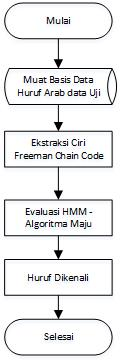 Mulai
Muat Basis Data
Huruf Arab data Uji
Ekstraksi Ciri
Freeman Chain Code
Evaluasi HMM -
Algoritma Maju
Huruf Dikenali
Selesai